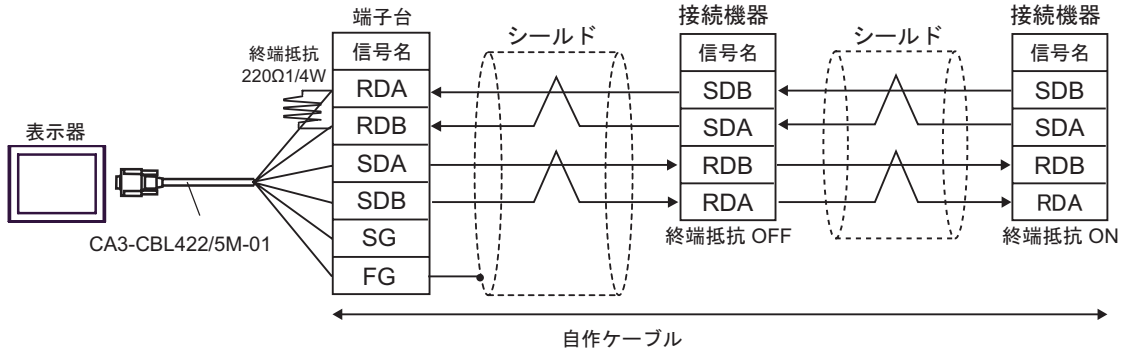 端子台
接続機器
接続機器
シールド
シールド
終端抵抗
220Ω1/4W
信号名
信号名
信号名
RDA
SDB
SDB
RDB
SDA
SDA
表示器
SDA
RDB
RDB
SDB
RDA
RDA
CA3-CBL422/5M-01
SG
終端抵抗 OFF
終端抵抗 ON
FG
自作ケーブル